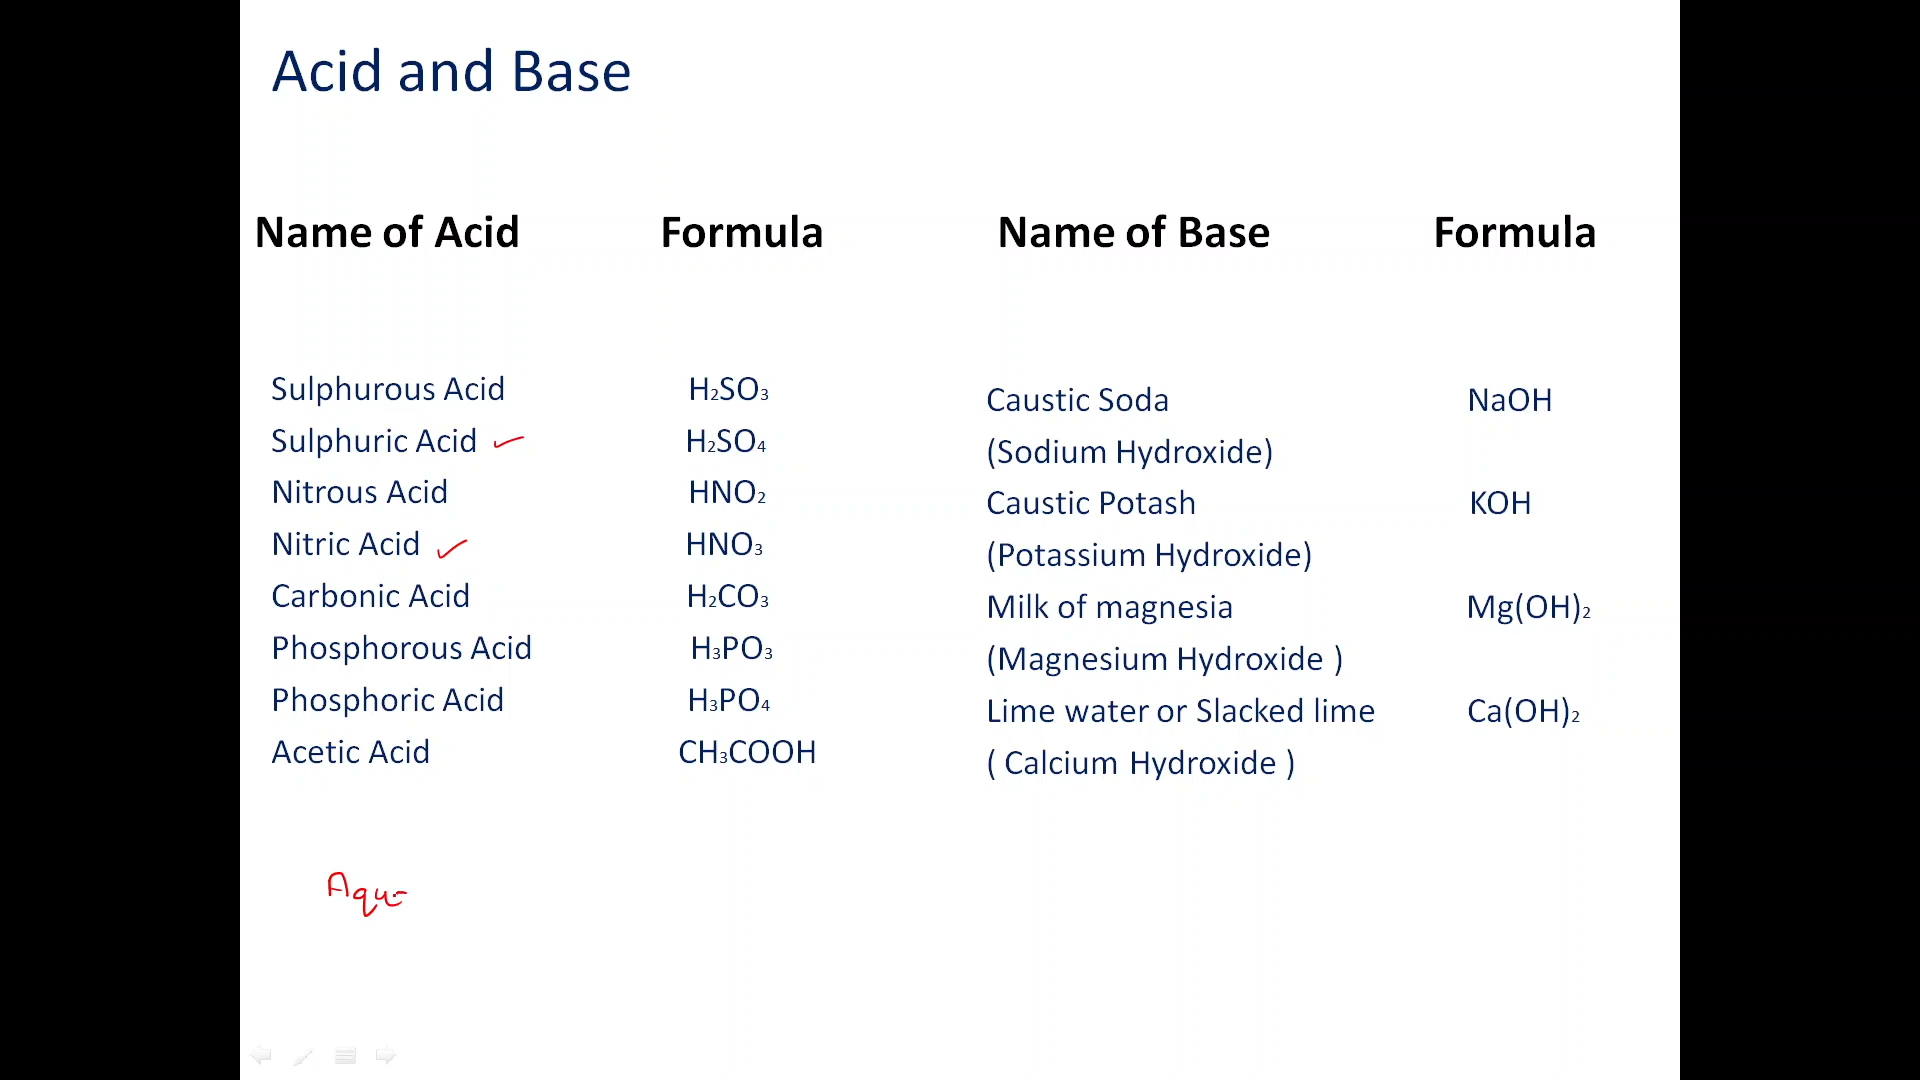 Acid and Base
Name of Acid Formula Name of Base Formula
Sulphurous Acid H₂SO₃
Sulphuric Acid H₂SO₄
Nitrous Acid HNO₂
Nitric Acid HNO₃
Carbonic Acid H₂CO₃
Phosphorous Acid H₃PO₃
Phosphoric Acid H₃PO₄
Acetic Acid CH₃COOH
Caustic Soda NaOH
(Sodium Hydroxide)
Caustic Potash KOH
(Potassium Hydroxide)
Milk of magnesia Mg(OH)₂
(Magnesium Hydroxide )
Lime water or Slacked lime Ca(OH)₂
( Calcium Hydroxide )